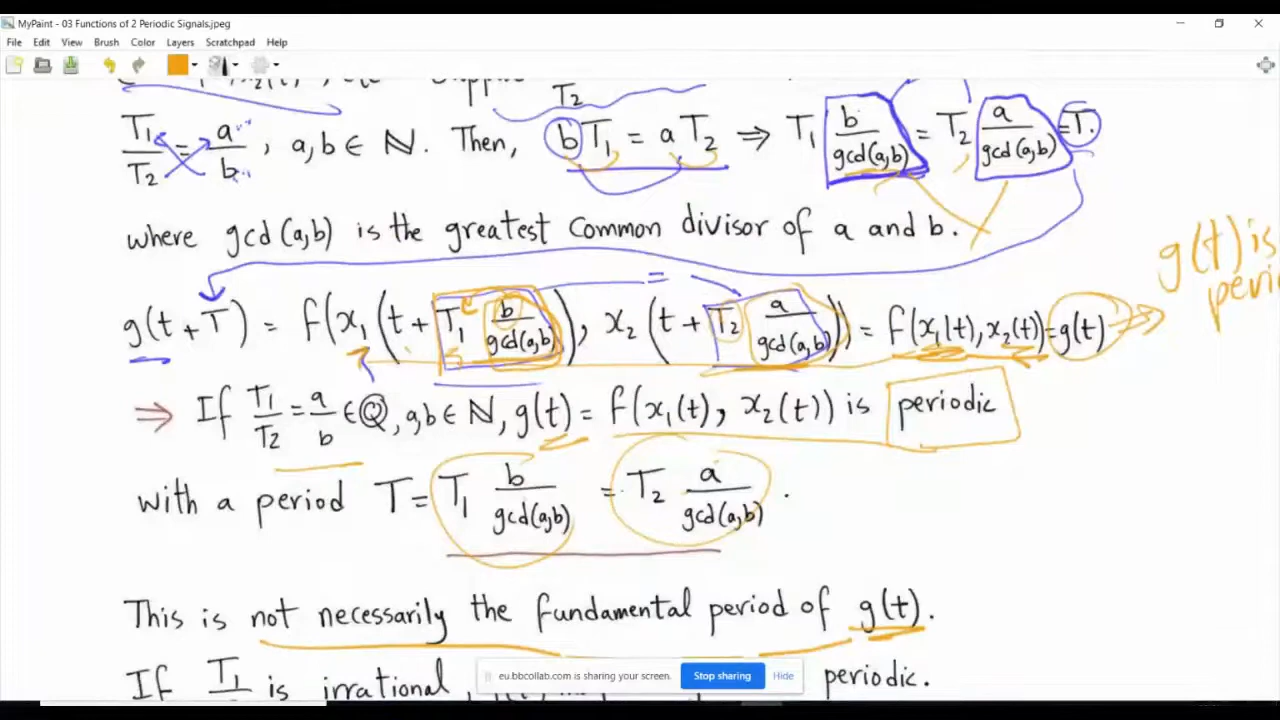 MyPaint - 03 Functions of 2 Periodic Signals.jpeg
File Edit View Brush Color Layers Scratchpad Help
T₂
T₁/T₂ = a/b, a,b ∈ ℕ. Then, bT₁ = aT₂ ⇒ T₁ b/gcd(a,b) = T₂ a/gcd(a,b) = T.
where gcd(a,b) is the greatest common divisor of a and b.
g(t) is
g(t+T) = f(x₁(t+T₁ b/gcd(a,b)), x₂(t+T₂ a/gcd(a,b))) = f(x₁(t),x₂(t))=g(t)
⇒ If T₁/T₂ = a/b ∈ ℚ, a,b ∈ ℕ, g(t) = f(x₁(t), x₂(t)) is periodic
with a period T = T₁ b/gcd(a,b) = T₂ a/gcd(a,b).
This is not necessarily the fundamental period of g(t).
If T₁ is irrational, periodic.
eu.bbcollab.com is sharing your screen. Stop sharing Hide